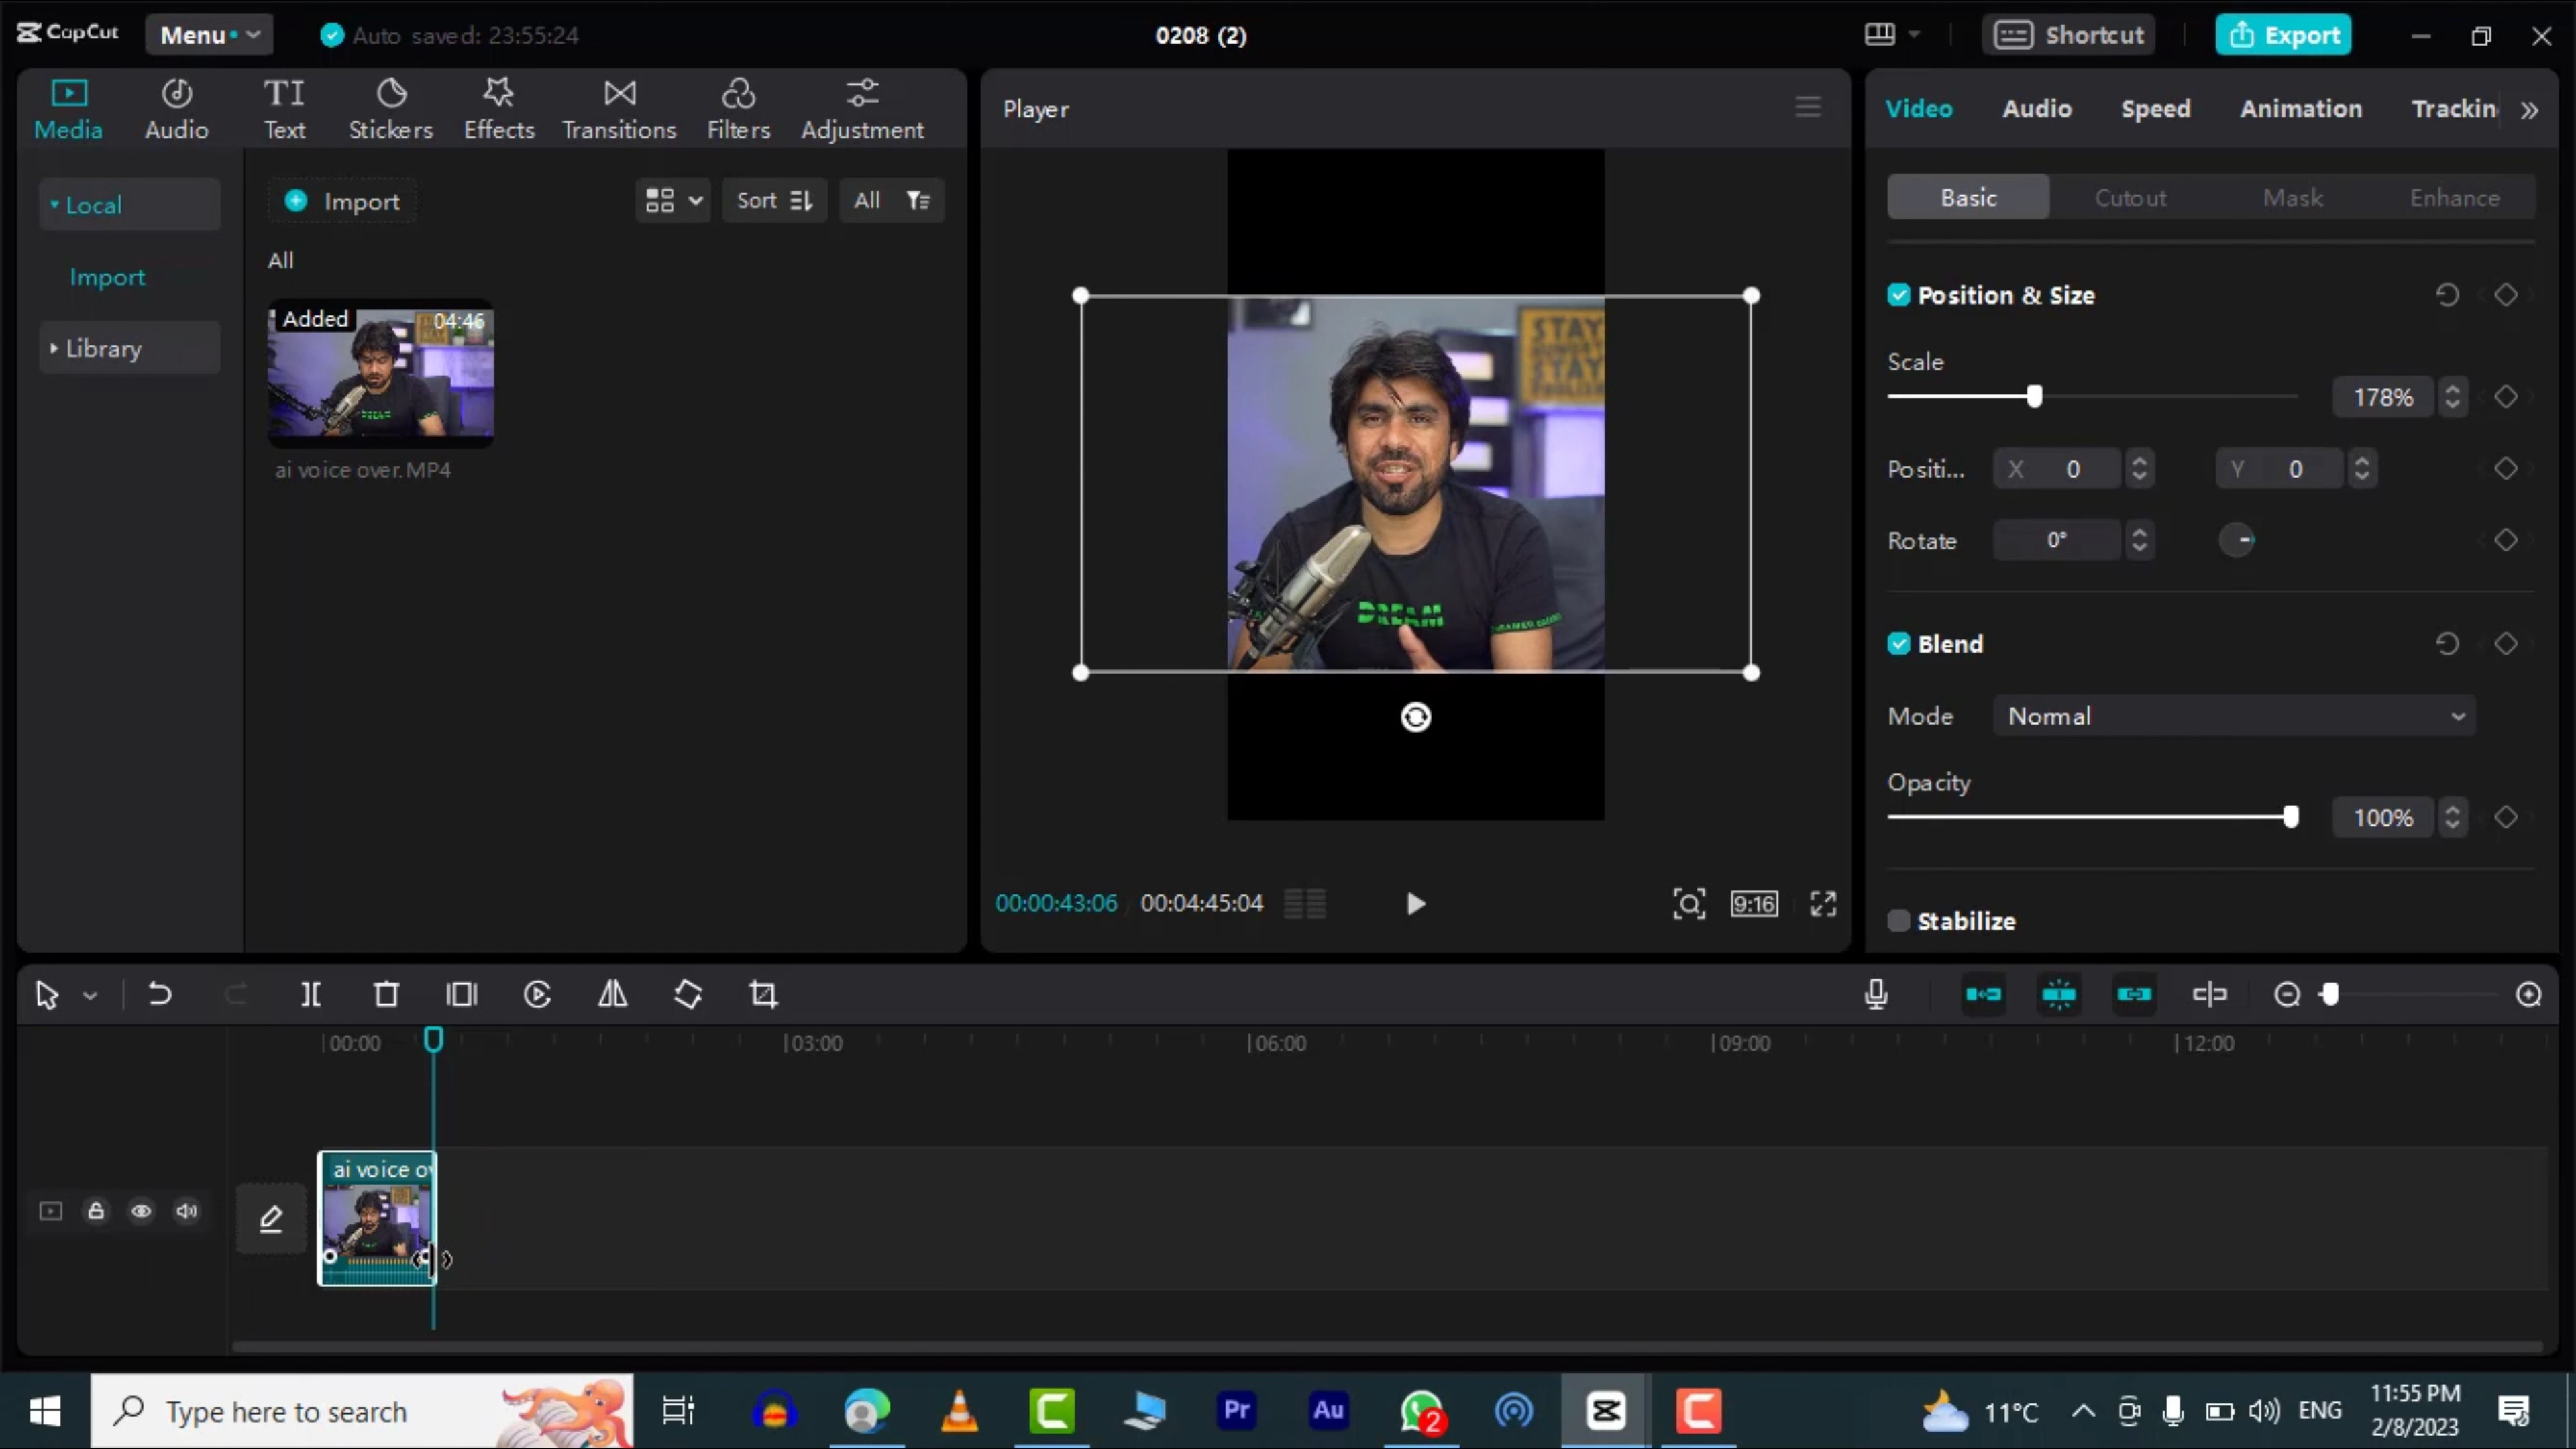 CapCut
Menu
Auto saved: 23:55:24
0208 (2)
Shortcut
Export
Media
Audio
Text
Stickers
Effects
Transitions
Filters
Adjustment
Local
Import
Library
Import
Sort
All
All
Added
04:46
ai voice over.MP4
Player
STAY
STAY
DREAM
00:00:43:06
00:04:45:04
9:16
Video
Audio
Speed
Animation
Trackin
Basic
Cutout
Mask
Enhance
Position & Size
Scale
178%
Positi...
X 0
Y 0
Rotate
0°
Blend
Mode
Normal
Opacity
100%
Stabilize
00:00
03:00
06:00
09:00
12:00
ai voice ov
Type here to search
Pr
Au
2
11°C
ENG
11:55 PM
2/8/2023